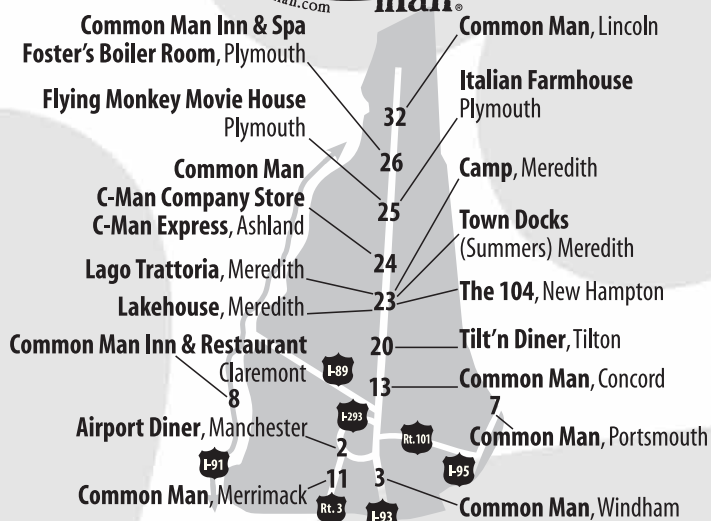 man.
Common Man Inn & Spa
Foster's Boiler Room, Plymouth
Common Man, Lincoln
Italian Farmhouse
Plymouth
Flying Monkey Movie House
Plymouth
32
26
Camp, Meredith
Common Man
C-Man Company Store
C-Man Express, Ashland
25
Town Docks
(Summers) Meredith
24
Lago Trattoria, Meredith
23
The 104, New Hampton
Lakehouse, Meredith
20
Tilt'n Diner, Tilton
Common Man Inn & Restaurant
Claremont
I-89
13
Common Man, Concord
8
7
I-293
Airport Diner, Manchester
2
Rt.101
Common Man, Portsmouth
I-91
I-95
11
3
Common Man, Merrimack
Rt. 3
I-93
Common Man, Windham